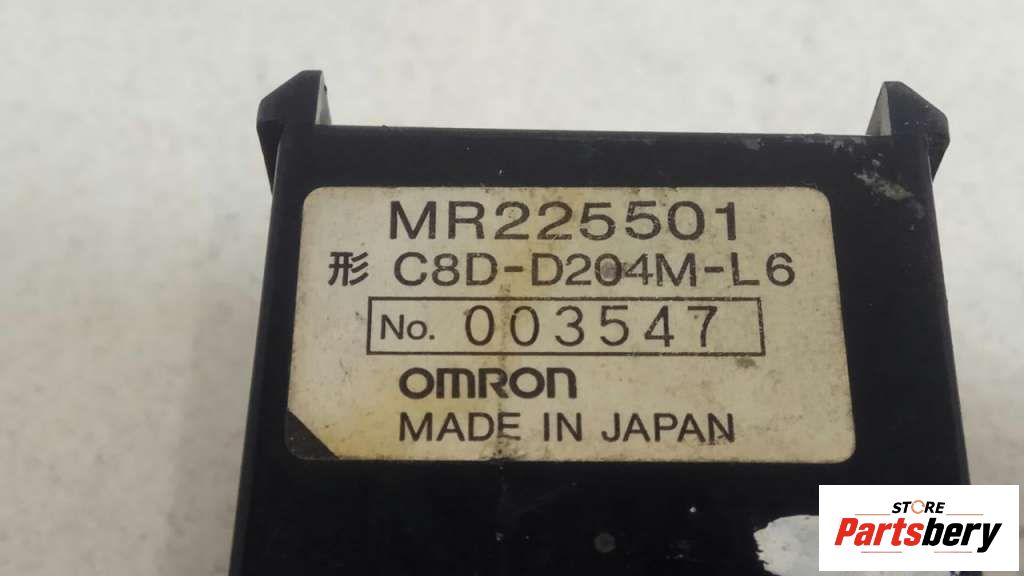 MR225501
形 C8D-D204M-L6
No. 003547
OMRON
MADE IN JAPAN
STORE
Partsbery